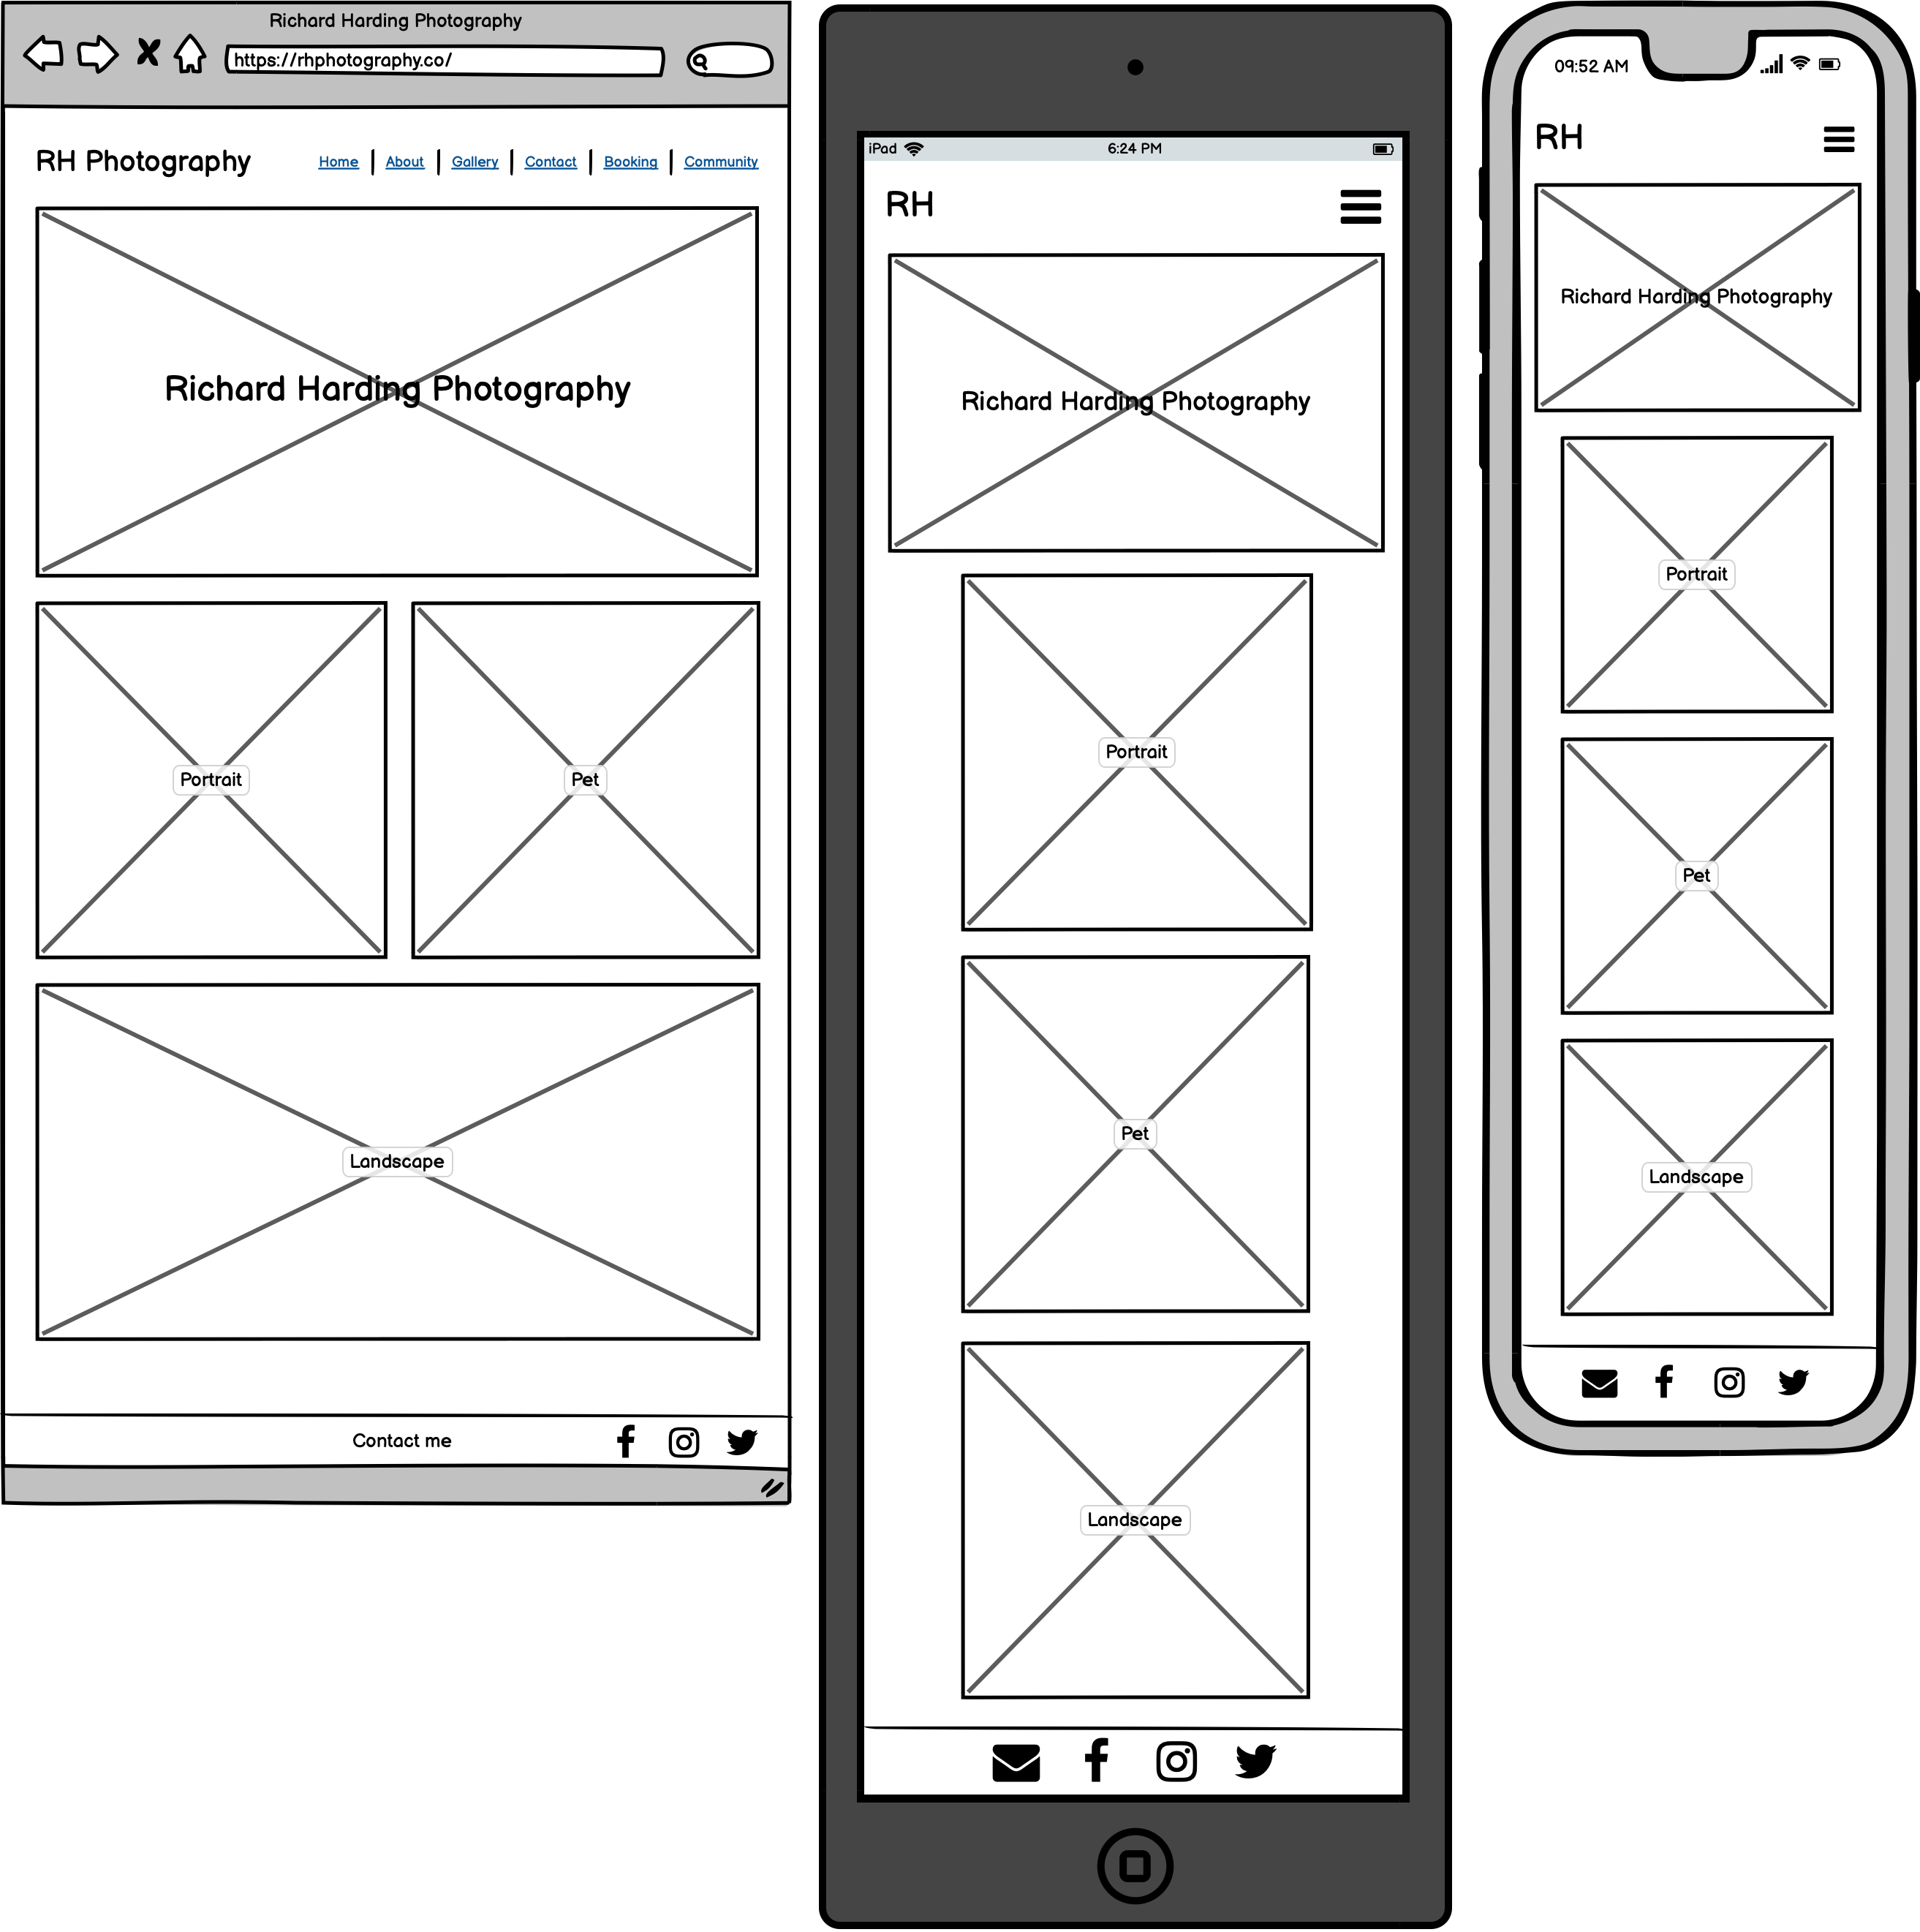 Richard Harding Photography
https://rhphotography.co/
RH Photography
Home | About | Gallery | Contact | Booking | Community
Richard Harding Photography
Portrait
Pet
Landscape
Contact me
iPad
6:24 PM
RH
Richard Harding Photography
Portrait
Pet
Landscape
09:52 AM
RH
Richard Harding Photography
Portrait
Pet
Landscape